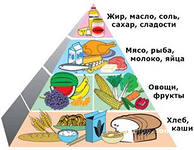 Жир, масло, соль,
сахар, сладости
Мясо, рыба,
молоко, яйца
Овощи,
фрукты
Хлеб,
каши